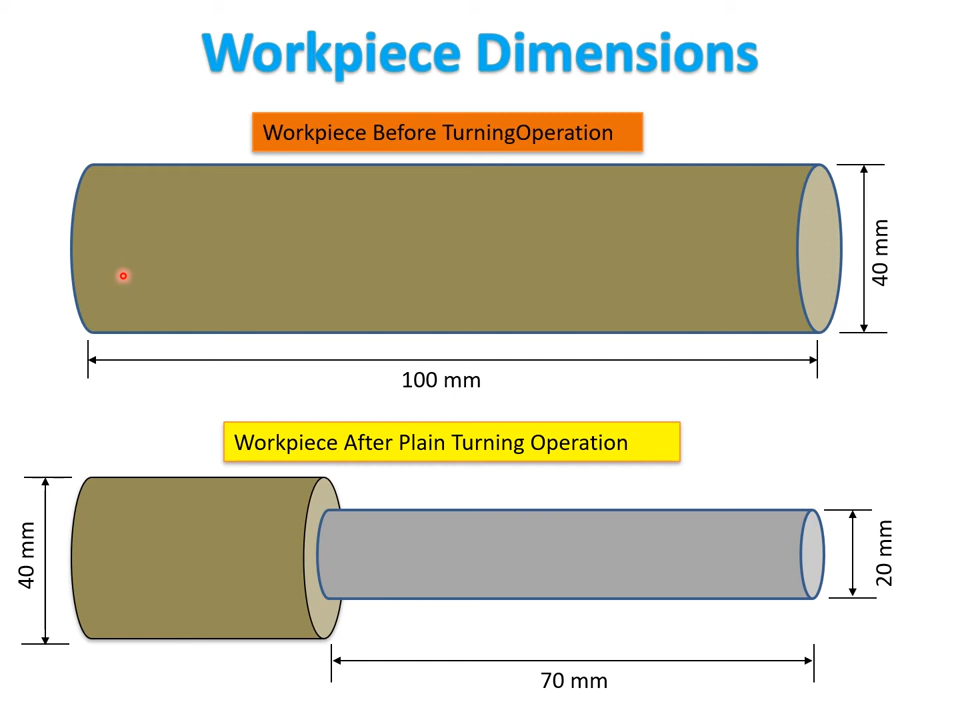 Workpiece Dimensions
Workpiece Before TurningOperation
40 mm
100 mm
Workpiece After Plain Turning Operation
40 mm
20 mm
70 mm